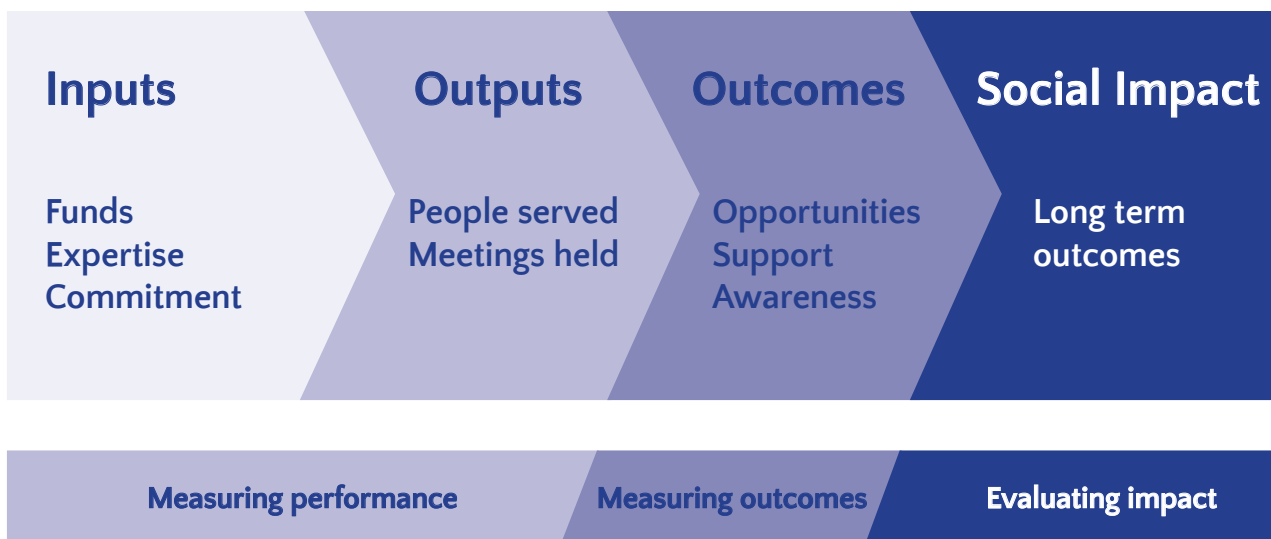 Inputs
Funds
Expertise
Commitment
Outputs
People served
Meetings held
Outcomes
Opportunities
Support
Awareness
Social Impact
Long term
outcomes
Measuring performance
Measuring outcomes
Evaluating impact